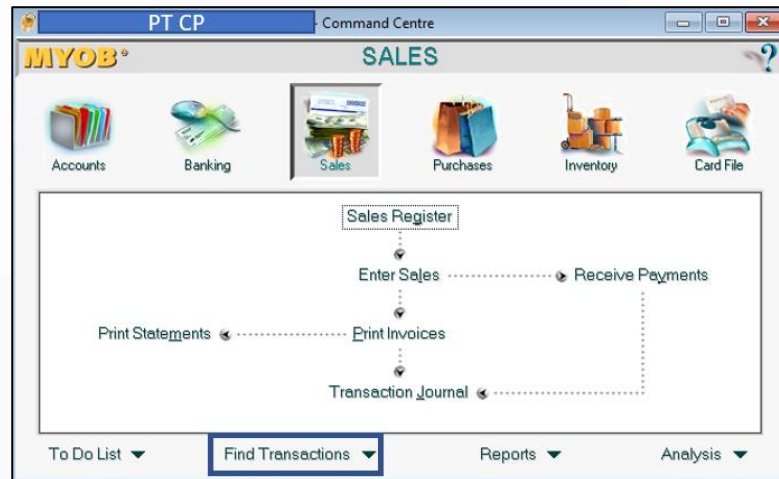 PT CP - Command Centre
MYOB SALES ?
Accounts Banking Sales Purchases Inventory Card File
Sales Register
Enter Sales Receive Payments
Print Statements Print Invoices
Transaction Journal
To Do List Find Transactions Reports Analysis